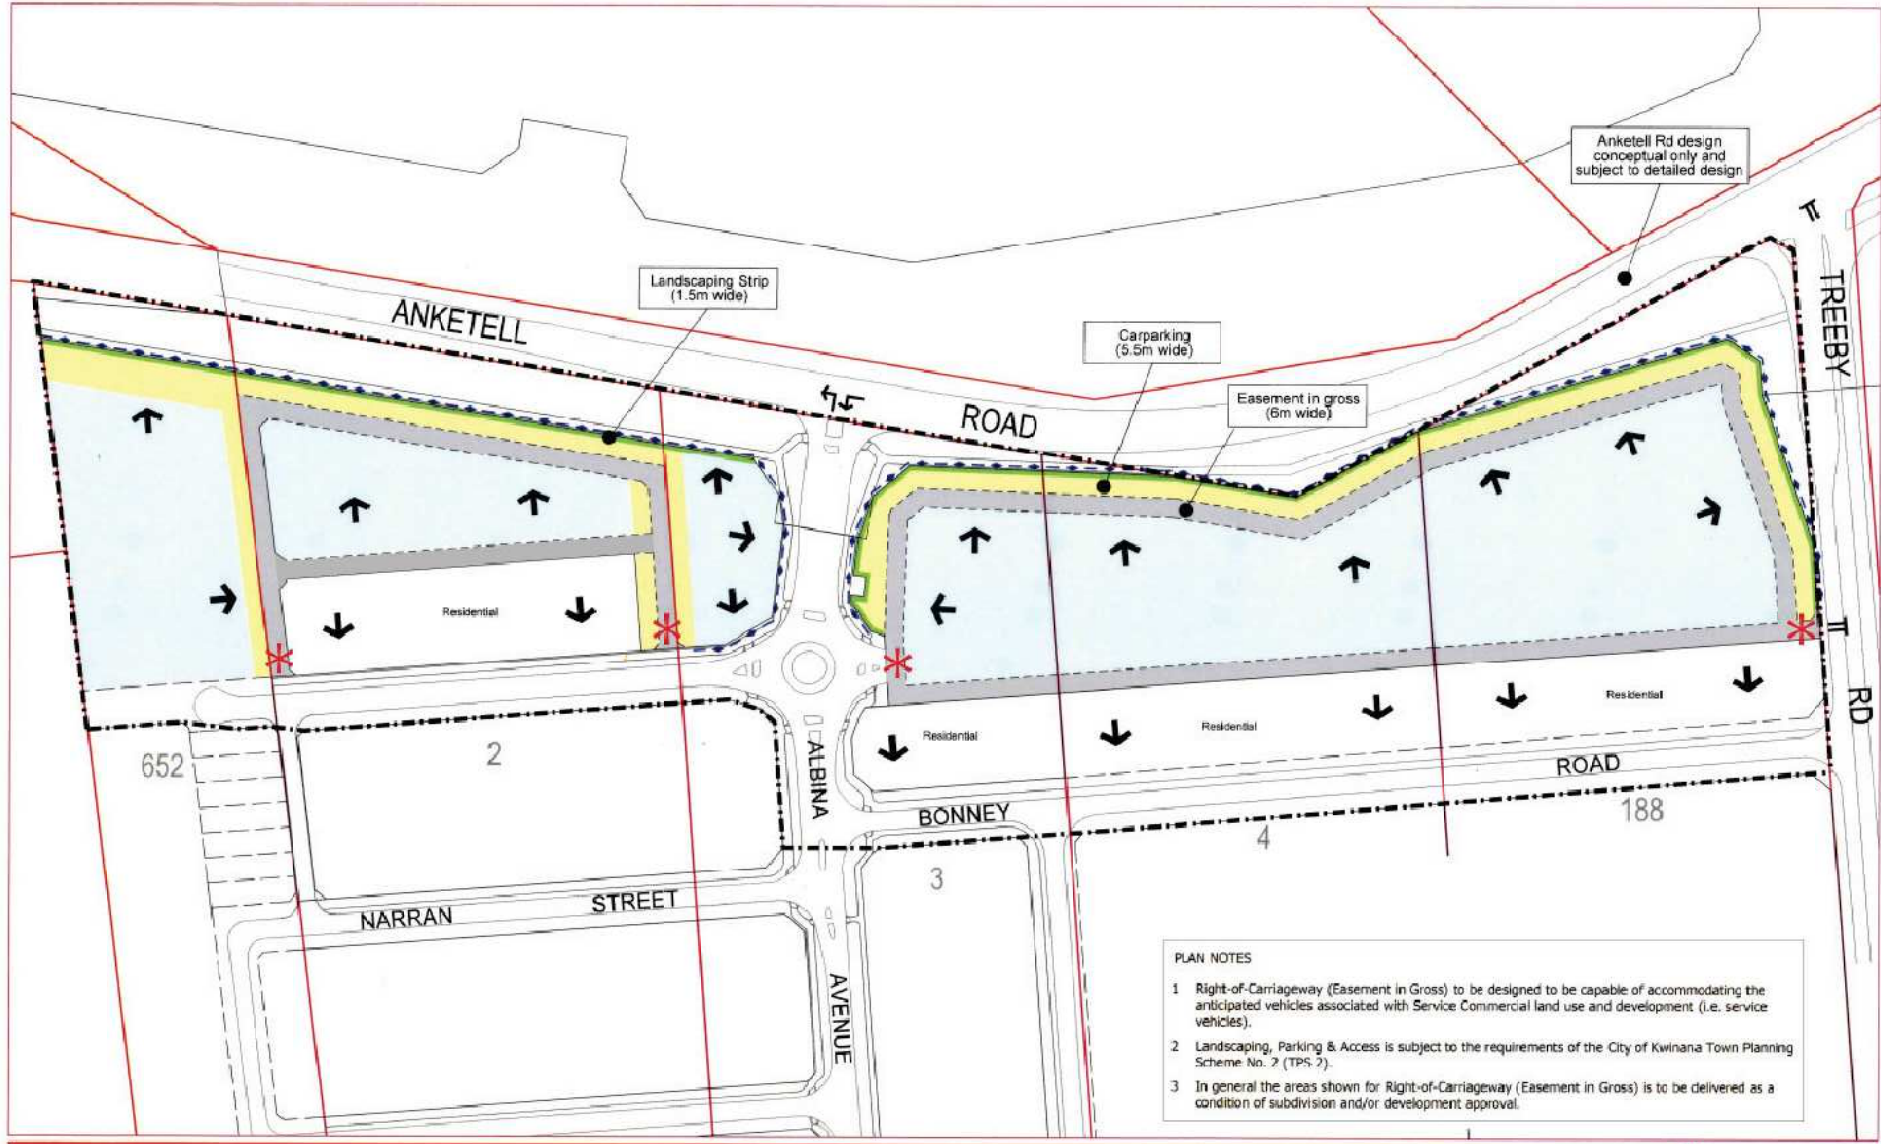 Anketell Rd design
conceptual only and
subject to detailed design
Landscaping Strip
(1.5m wide)
ANKETELL
Carparking
(5.5m wide)
TREEBY
Easement in gross
(6m wide)
ROAD
Residential
Residential
Residential
Residential
RD
652
2
ALBINA
ROAD
BONNEY
188
4
3
NARRAN
STREET
AVENUE
PLAN NOTES
1 Right-of-Carriageway (Easement in Gross) to be designed to be capable of accommodating the
anticipated vehicles associated with Service Commercial land use and development (i.e. service
vehicles).
2 Landscaping, Parking & Access is subject to the requirements of the City of Kwinana Town Planning
Scheme No. 2 (TPS 2).
3 In general the areas shown for Right-of-Carriageway (Easement in Gross) is to be delivered as a
condition of subdivision and/or development approval.